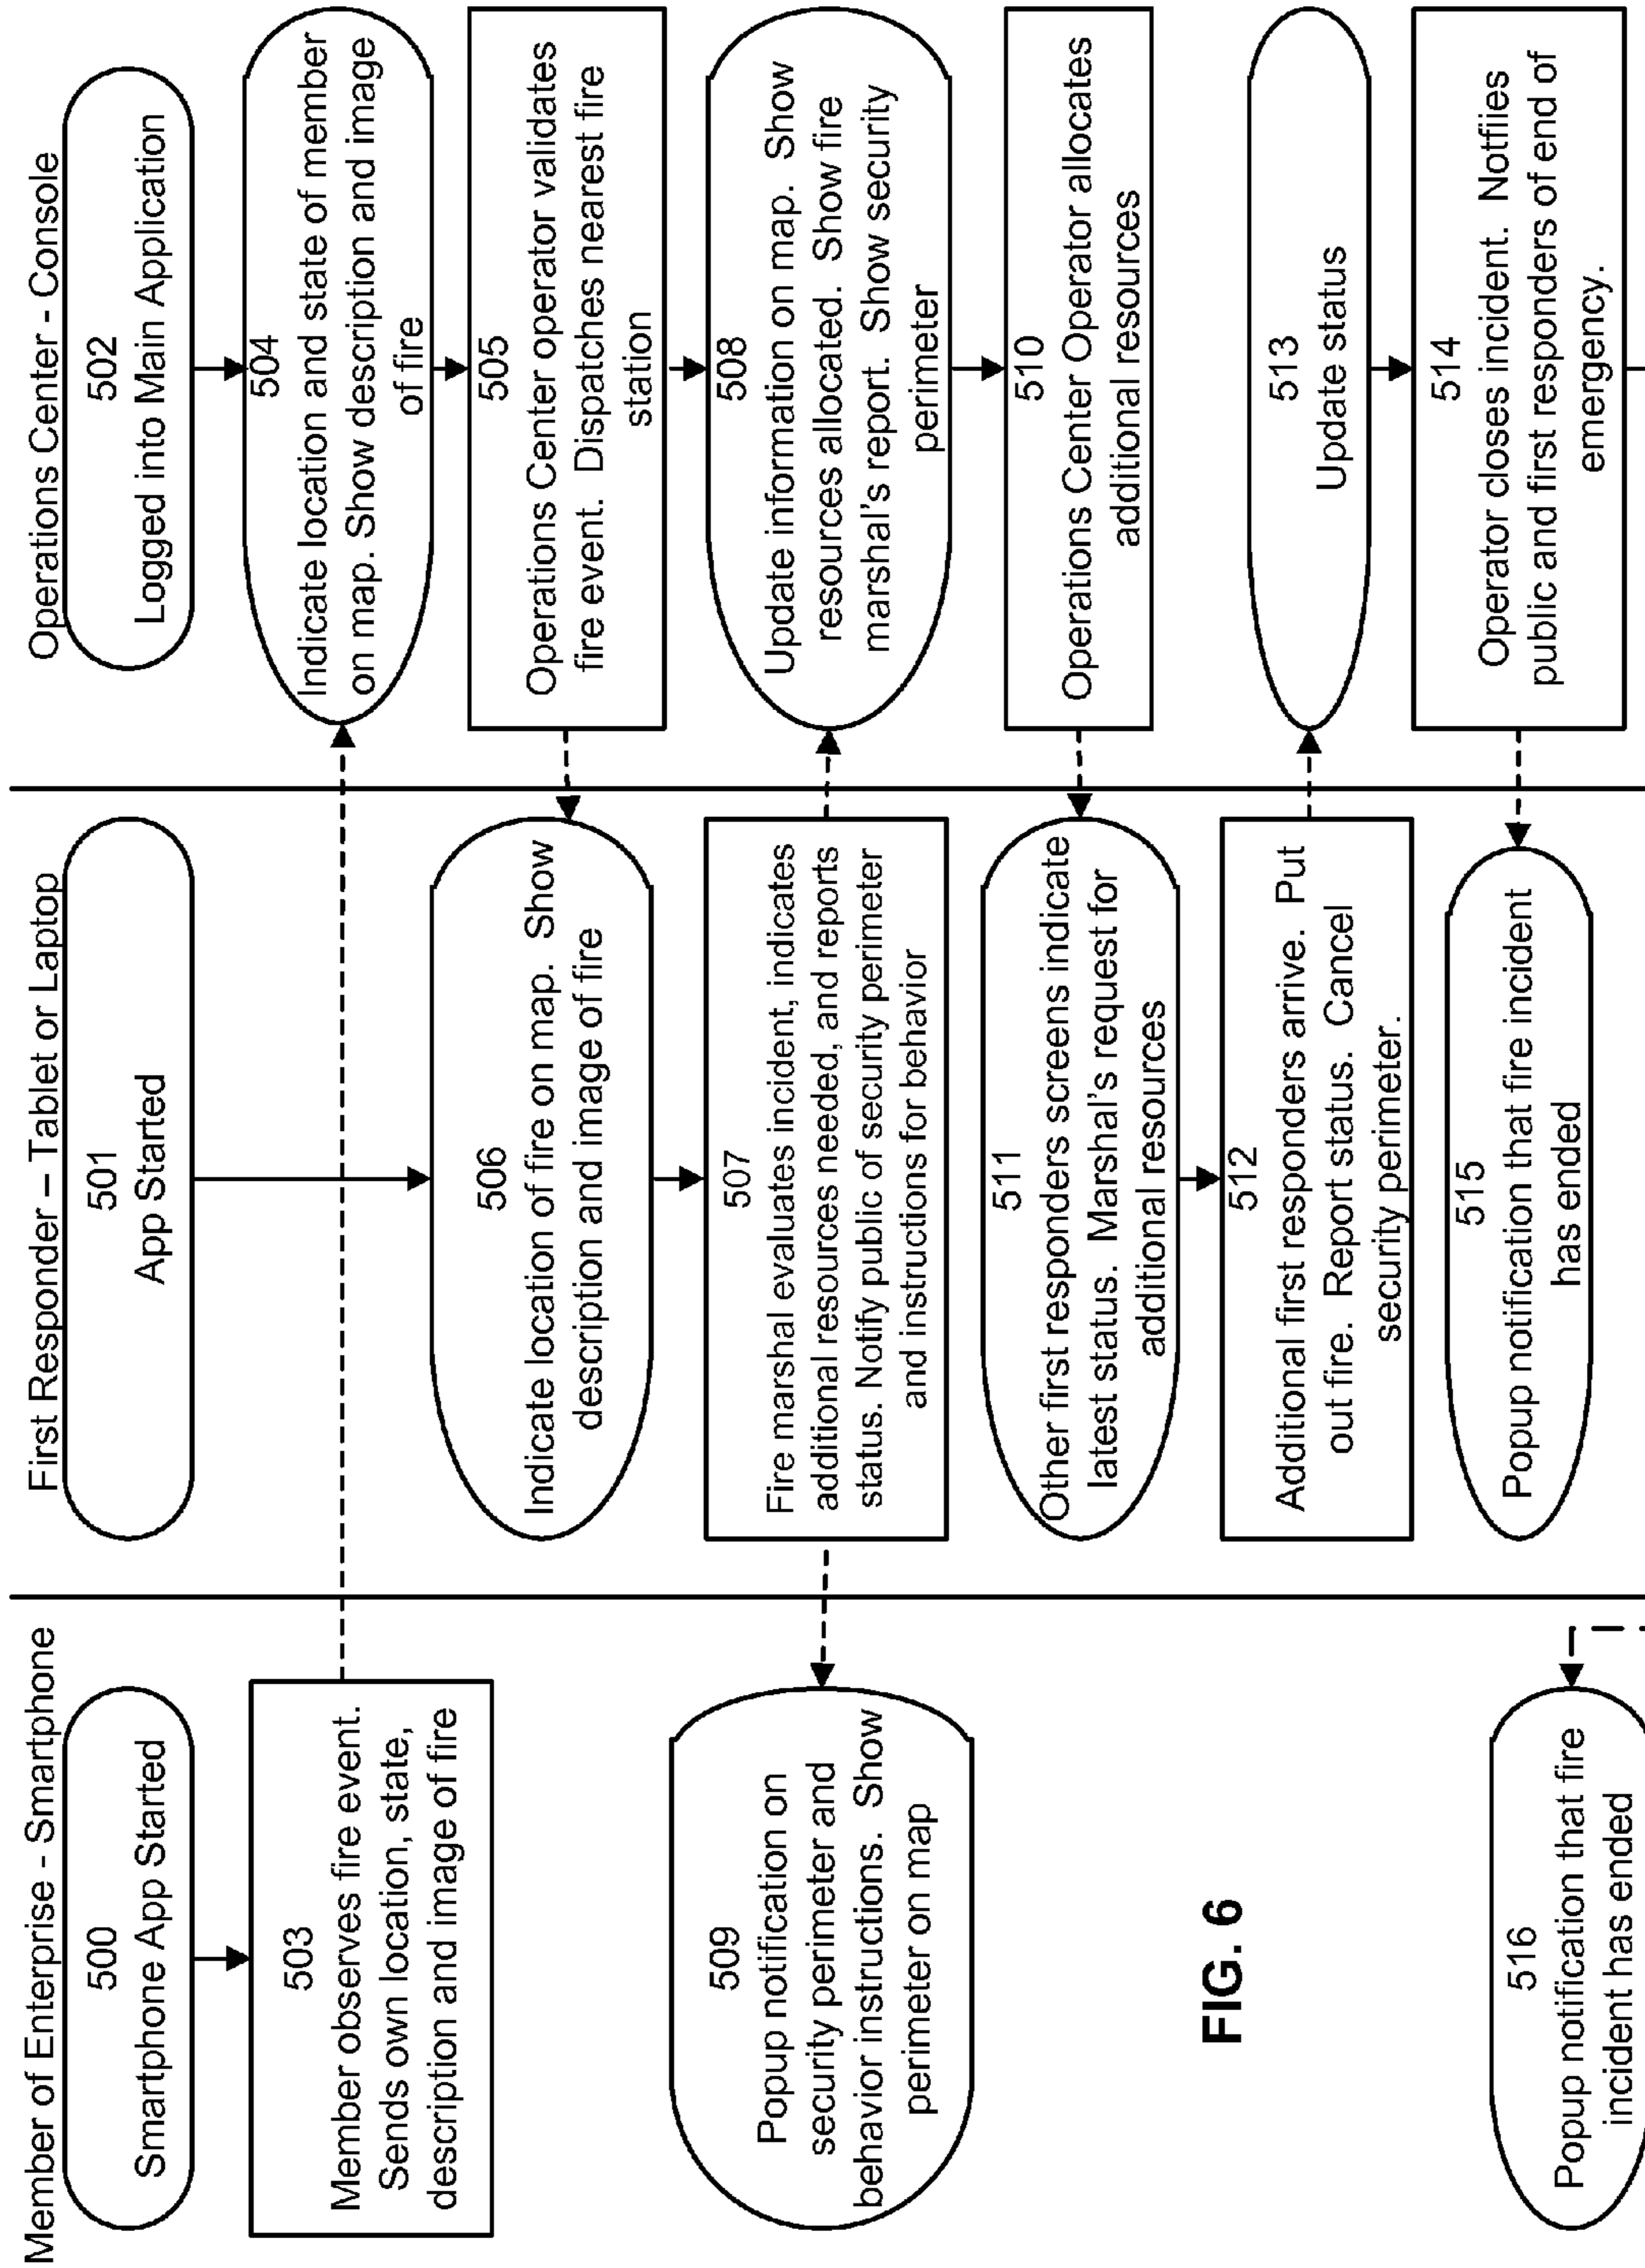 Member of Enterprise - Smartphone
500
Smartphone App Started
503
Member observes fire event.
Sends own location, state,
description and image of fire
509
Popup notification on
security perimeter and
behavior instructions. Show
perimeter on map
516
Popup notification that fire
incident has ended
First Responder – Tablet or Laptop
501
App Started
506
Indicate location of fire on map. Show
description and image of fire
507
Fire marshal evaluates incident, indicates
additional resources needed, and reports
status. Notify public of security perimeter
and instructions for behavior
511
Other first responders screens indicate
latest status. Marshal's request for
additional resources
512
Additional first responders arrive. Put
out fire. Report status. Cancel
security perimeter.
515
Popup notification that fire incident
has ended
Operations Center - Console
502
Logged into Main Application
504
Indicate location and state of member
on map. Show description and image
of fire
505
Operations Center operator validates
fire event. Dispatches nearest fire
station
508
Update information on map. Show
resources allocated. Show fire
marshal's report. Show security
perimeter
510
Operations Center Operator allocates
additional resources
513
Update status
514
Operator closes incident. Notfiies
public and first responders of end of
emergency.
FIG. 6